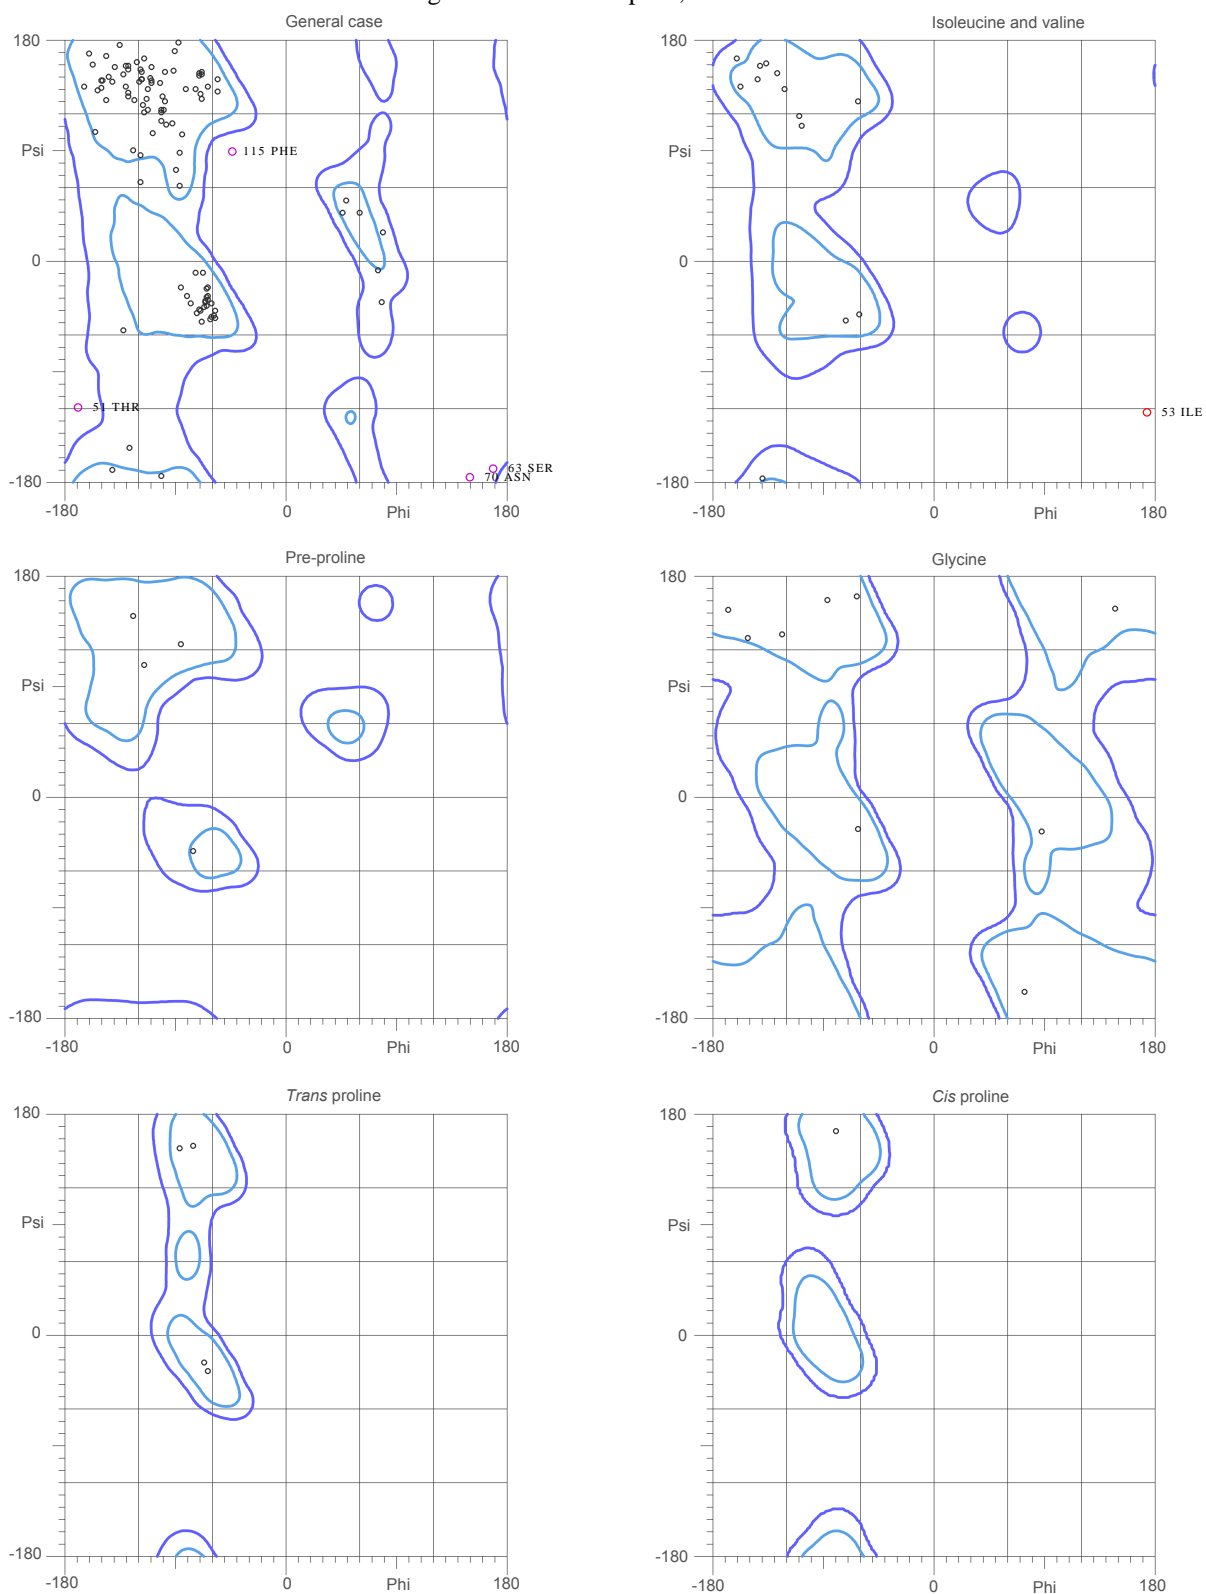 General case
180
Psi
0
-180
-180
0
Phi
180
115 PHE
51 THR
63 SER
70 ASN
Isoleucine and valine
180
Psi
0
-180
-180
0
Phi
180
53 ILE
Pre-proline
180
Psi
0
-180
-180
0
Phi
180
Glycine
180
Psi
0
-180
-180
0
Phi
180
Trans proline
180
Psi
0
-180
-180
0
Phi
180
Cis proline
180
Psi
0
-180
-180
0
Phi
180